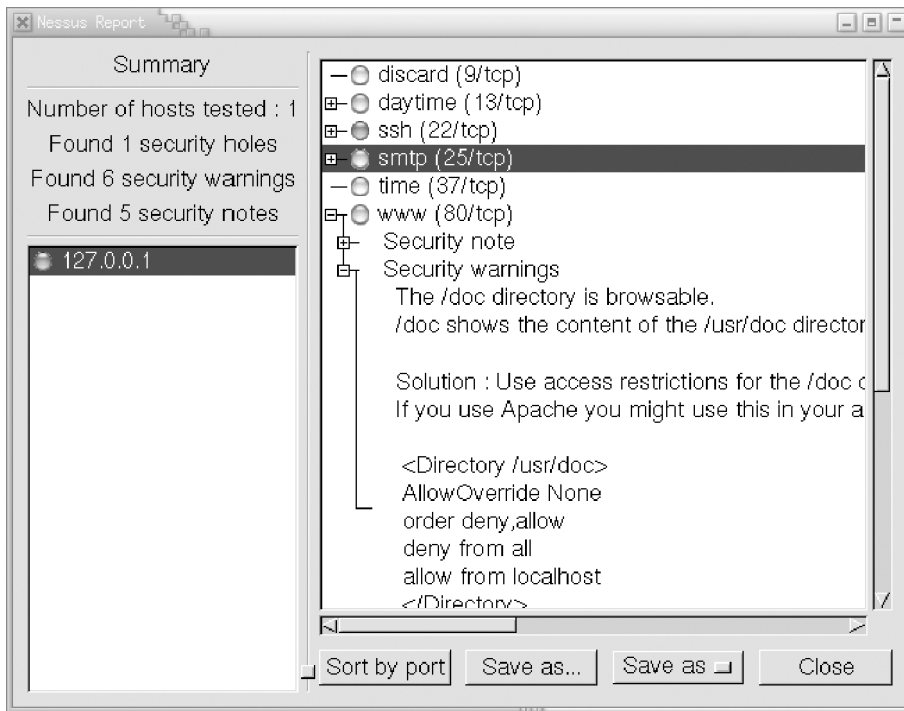 Nessus Report
Summary
Number of hosts tested : 1
Found 1 security holes
Found 6 security warnings
Found 5 security notes
127.0.0.1
discard (9/tcp)
daytime (13/tcp)
ssh (22/tcp)
smtp (25/tcp)
time (37/tcp)
www (80/tcp)
Security note
Security warnings
The /doc directory is browsable.
/doc shows the content of the /usr/doc director
Solution : Use access restrictions for the /doc
If you use Apache you might use this in your a
<Directory /usr/doc>
AllowOverride None
order deny,allow
deny from all
allow from localhost
</Directory>
Sort by port
Save as...
Save as
Close